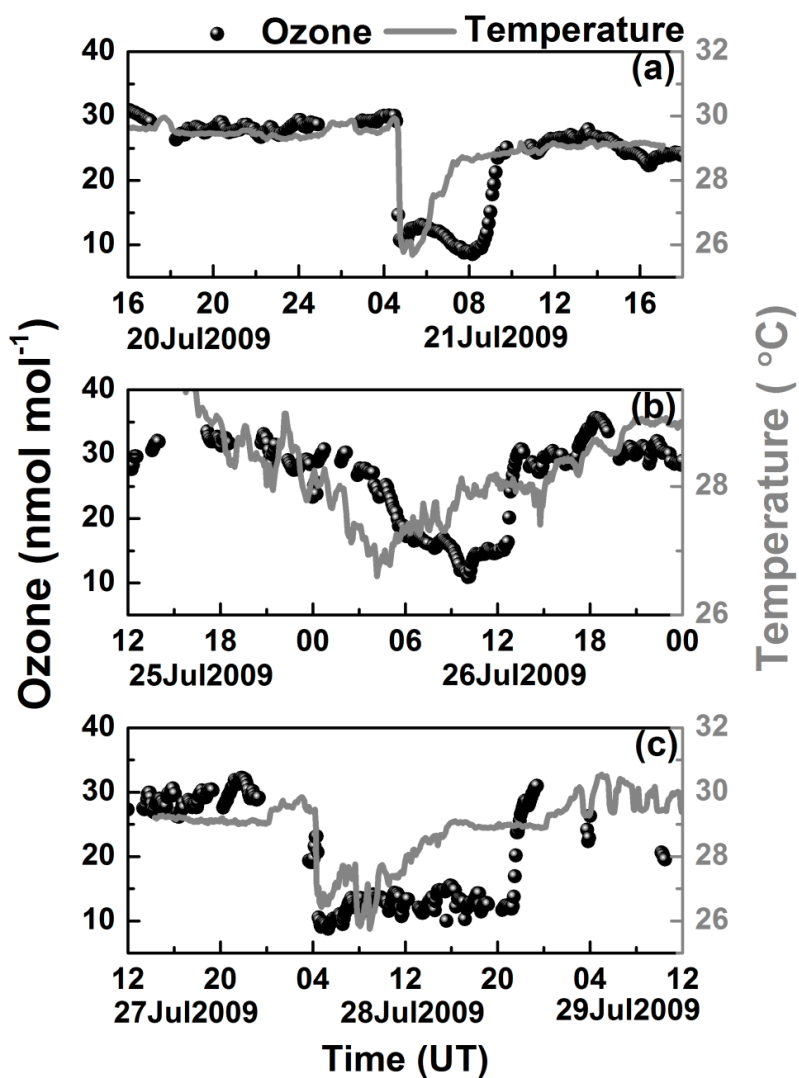 Ozone Temperature
40 32
(a)
30 30
20 28
10 26
16 20 24 04 08 12 16
20Jul2009 21Jul2009
Ozone (nmol mol⁻¹)
Temperature ( °C)
40
(b)
30
28
20
10
26
12 18 00 06 12 18 00
25Jul2009 26Jul2009
40 32
(c)
30 30
20 28
10 26
12 20 04 12 20 04 12
27Jul2009 28Jul2009 29Jul2009
Time (UT)